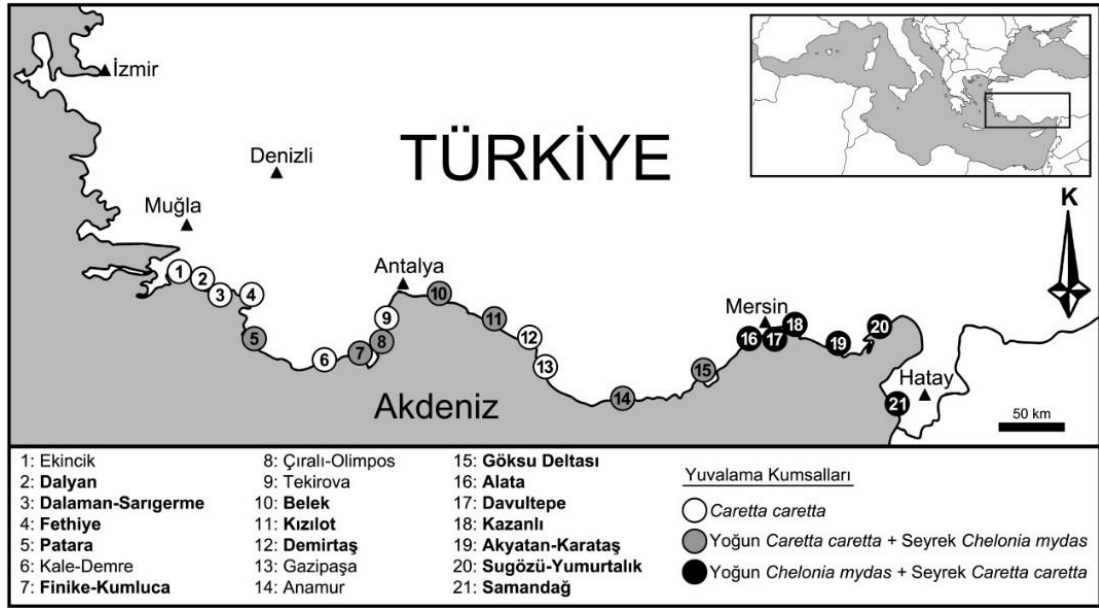 İzmir
TÜRKİYE
Denizli
K
Muğla
Antalya
Mersin
Hatay
1
2
3
4
5
6
7
8
9
10
11
12
13
14
15
16
17
18
19
20
21
Akdeniz
50 km
1: Ekincik
2: Dalyan
3: Dalaman-Sarıgerme
4: Fethiye
5: Patara
6: Kale-Demre
7: Finike-Kumluca
8: Çıralı-Olimpos
9: Tekirova
10: Belek
11: Kızılot
12: Demirtaş
13: Gazipaşa
14: Anamur
15: Göksu Deltası
16: Alata
17: Davultepe
18: Kazanlı
19: Akyatan-Karataş
20: Sugözü-Yumurtalık
21: Samandağ
Yuvalama Kumsalları
Caretta caretta
Yoğun Caretta caretta + Seyrek Chelonia mydas
Yoğun Chelonia mydas + Seyrek Caretta caretta